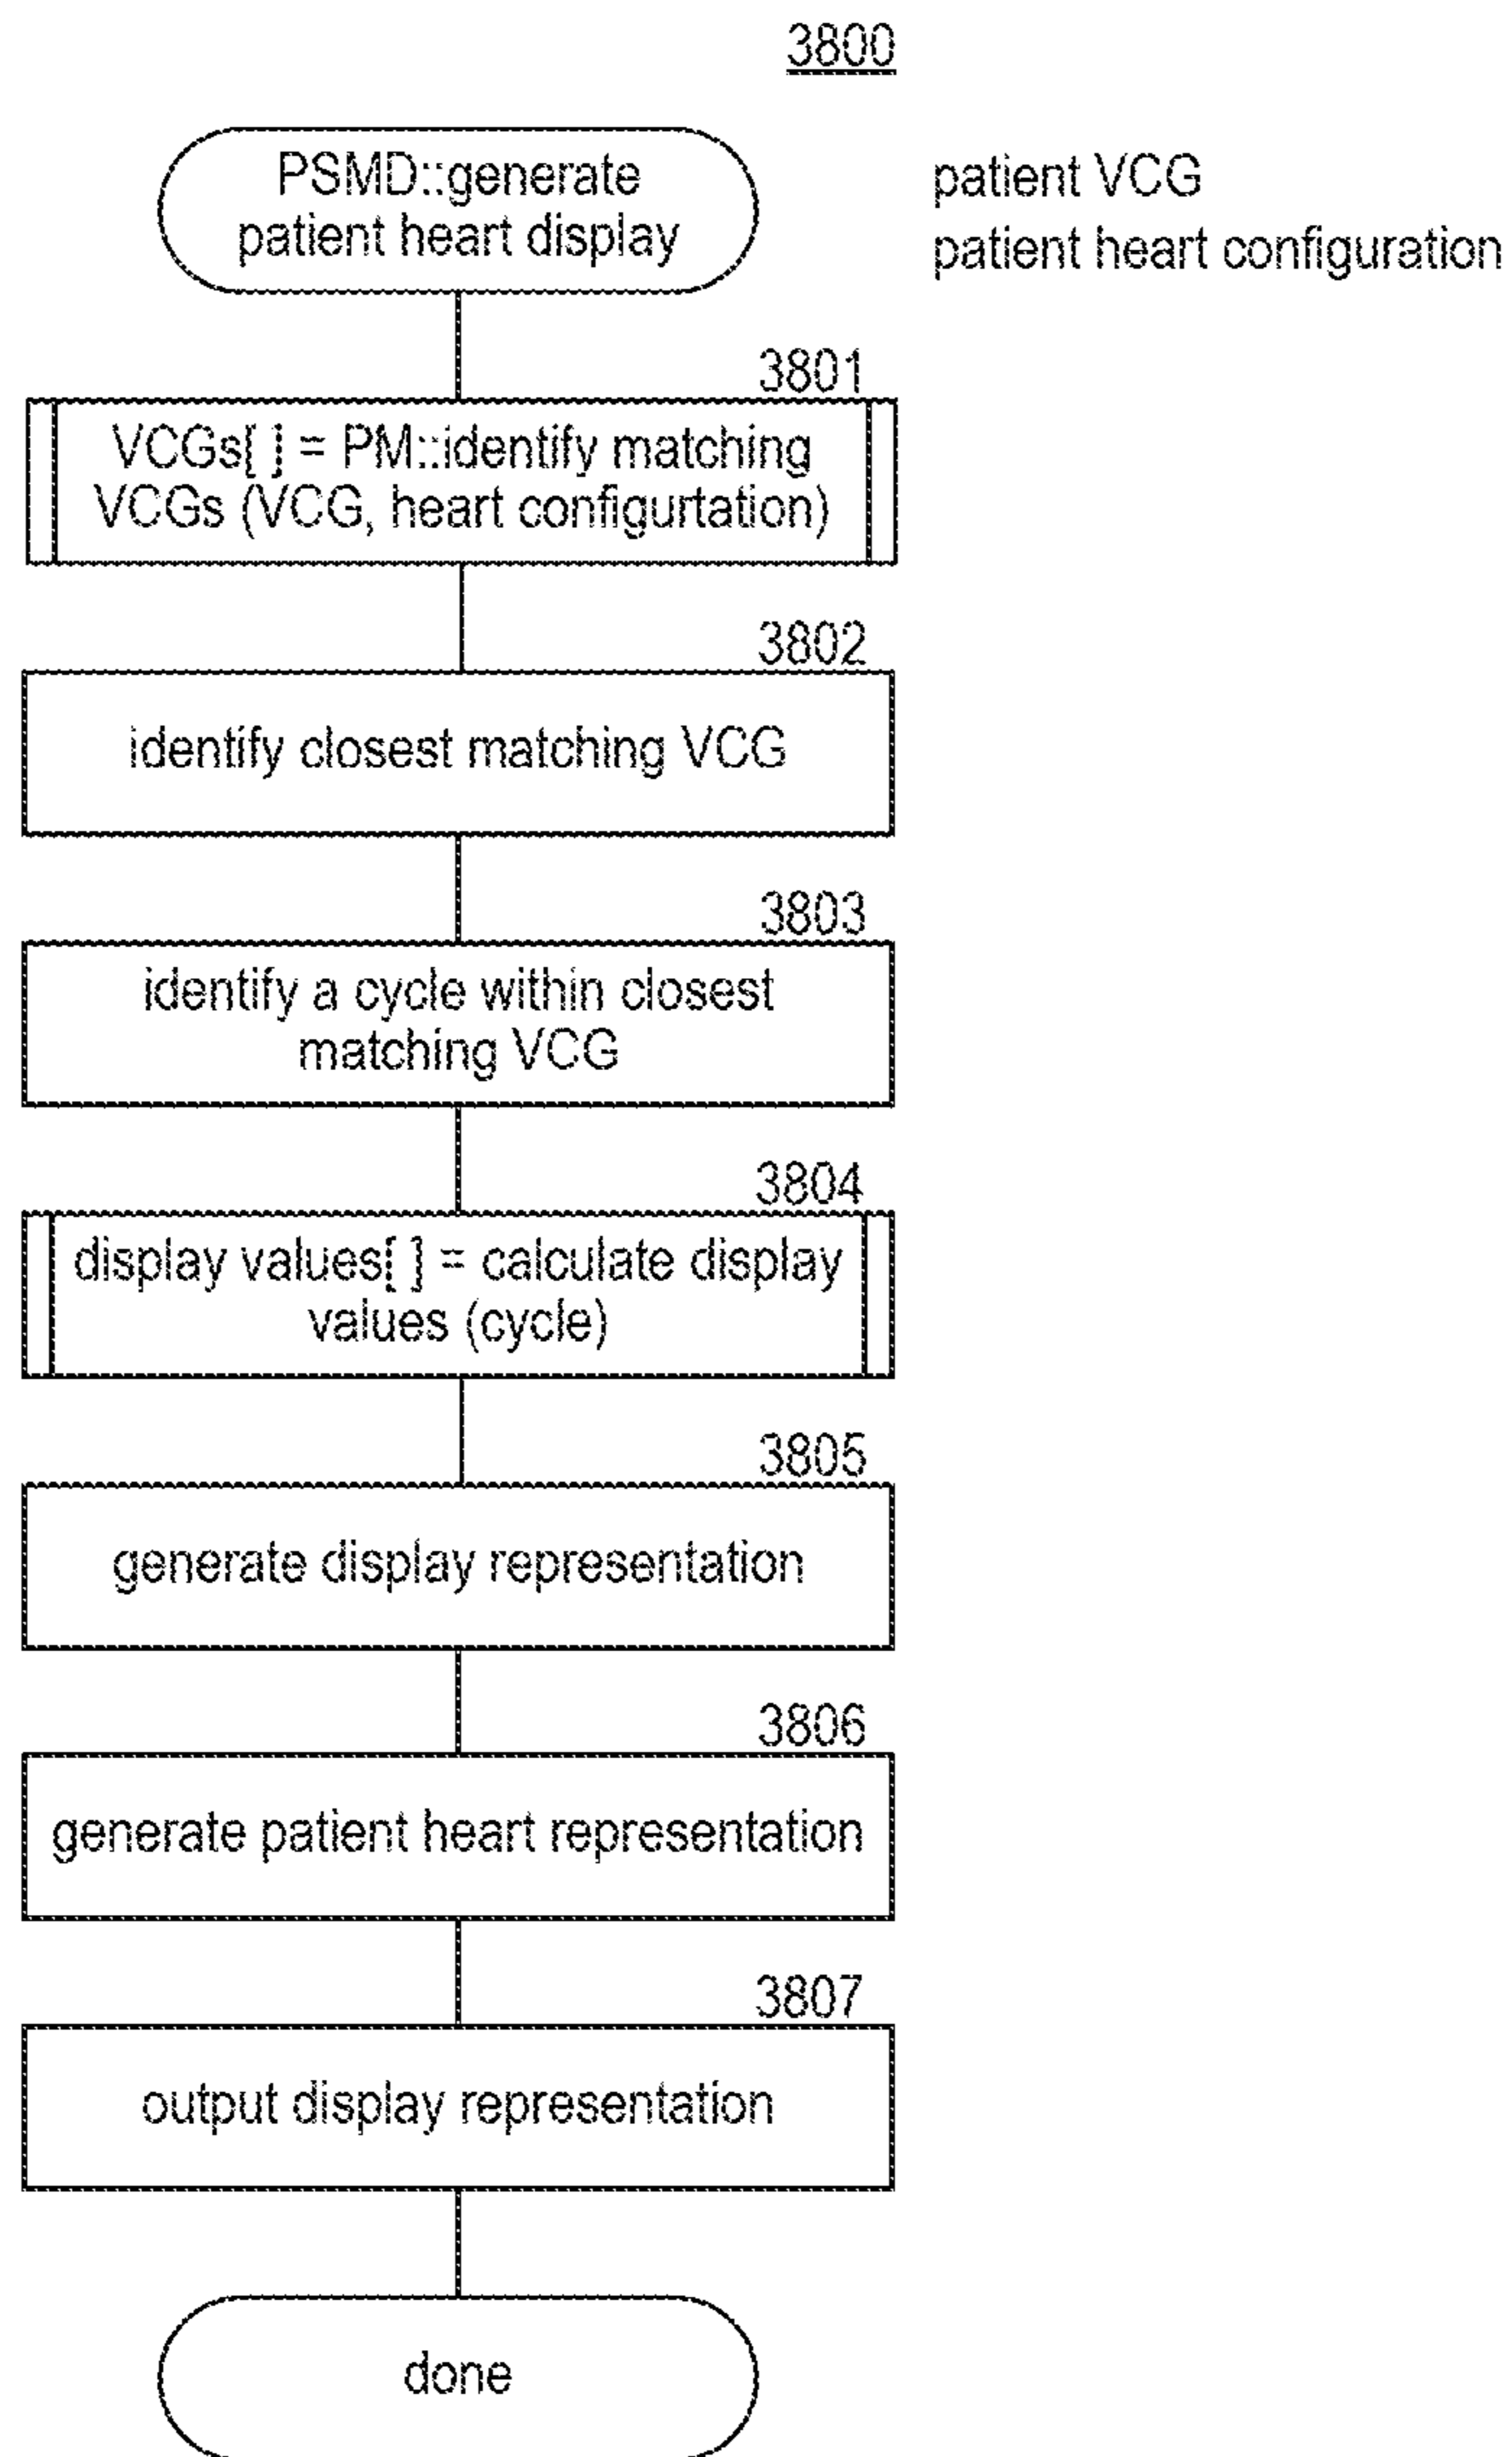 3800
PSMD::generate
patient heart display
patient VCG
patient heart configuration
3801
VCGs[ ] = PM::identify matching
VCGs (VCG, heart configurtation)
3802
identify closest matching VCG
3803
identify a cycle within closest
matching VCG
3804
display values[ ] = calculate display
values (cycle)
3805
generate display representation
3806
generate patient heart representation
3807
output display representation
done